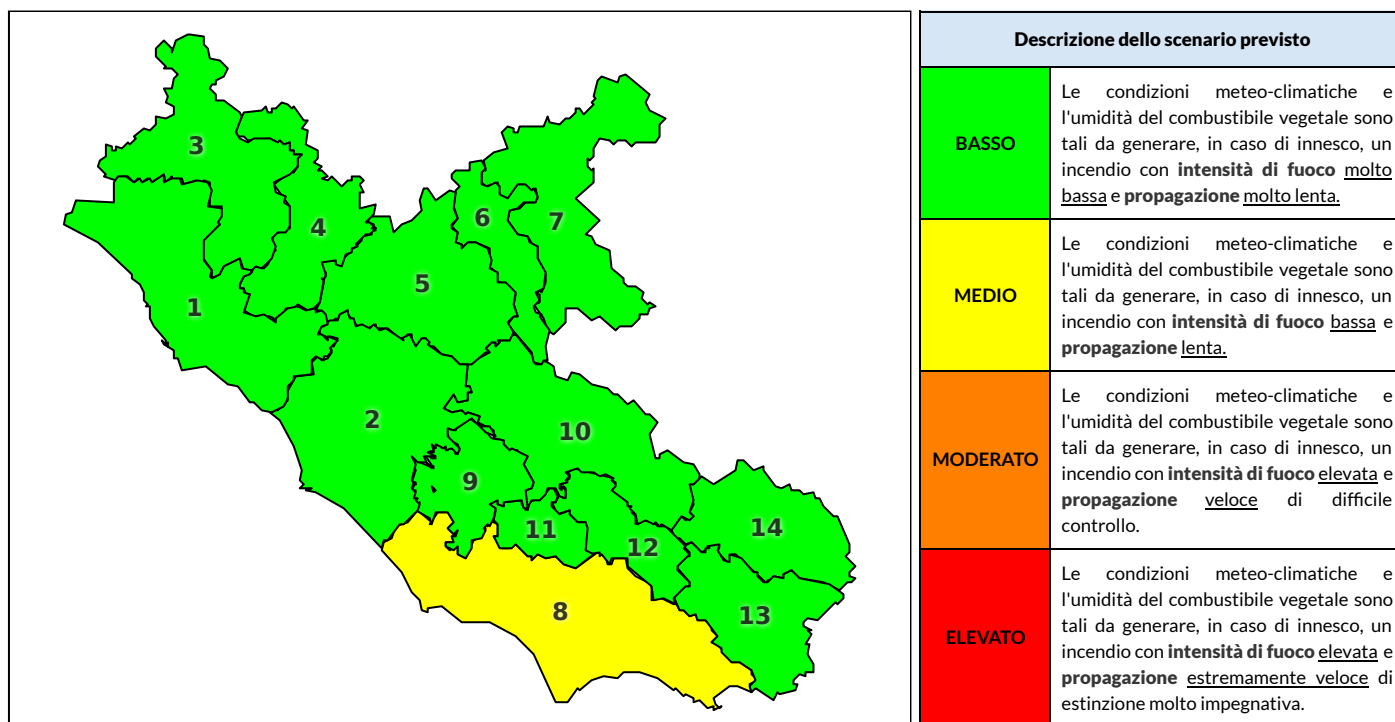 3
4
6
7
5
1
2
10
9
11
12
14
8
13
Descrizione dello scenario previsto
BASSO
Le condizioni meteo-climatiche e
l'umidità del combustibile vegetale sono
tali da generare, in caso di innesco, un
incendio con intensità di fuoco molto
bassa e propagazione molto lenta.
MEDIO
Le condizioni meteo-climatiche e
l'umidità del combustibile vegetale sono
tali da generare, in caso di innesco, un
incendio con intensità di fuoco bassa e
propagazione lenta.
MODERATO
Le condizioni meteo-climatiche e
l'umidità del combustibile vegetale sono
tali da generare, in caso di innesco, un
incendio con intensità di fuoco elevata e
propagazione veloce di difficile
controllo.
ELEVATO
Le condizioni meteo-climatiche e
l'umidità del combustibile vegetale sono
tali da generare, in caso di innesco, un
incendio con intensità di fuoco elevata e
propagazione estremamente veloce di
estinzione molto impegnativa.